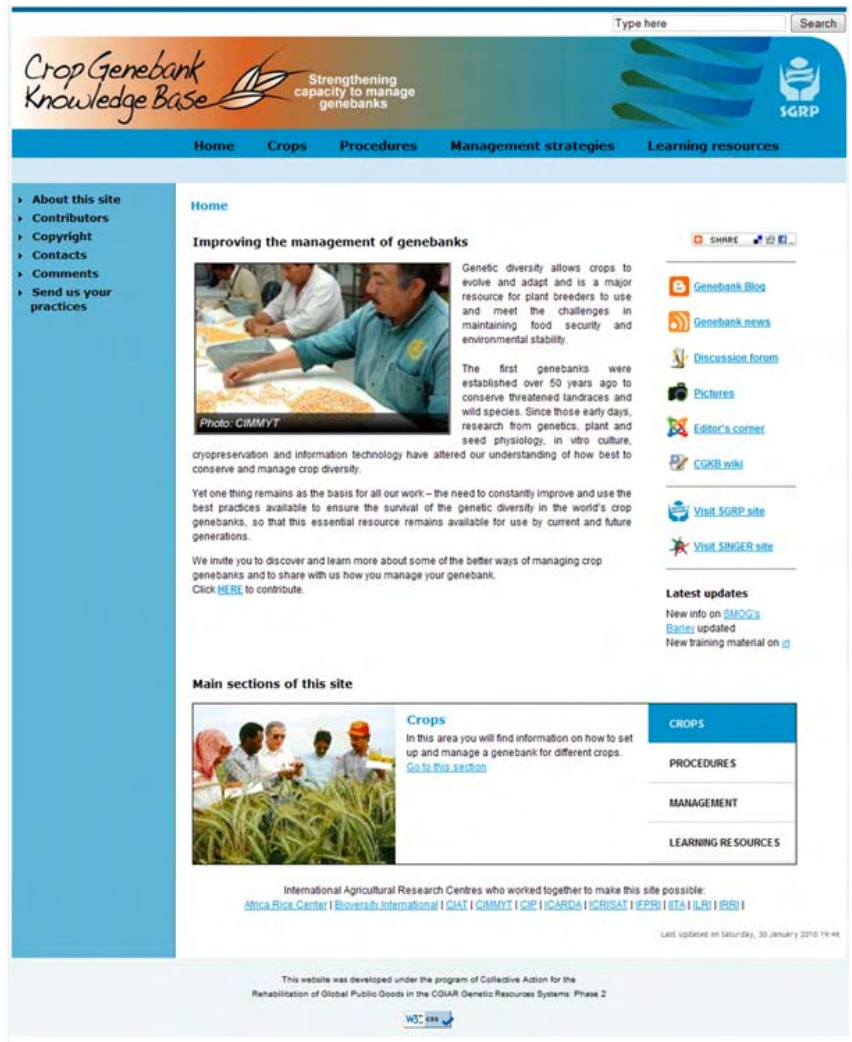 Type here
Search
Crop Genebank
Knowledge Base
Strengthening
capacity to manage
genebanks
SGRP
Home
Crops
Procedures
Management strategies
Learning resources
About this site
Contributors
Copyright
Contacts
Comments
Send us your
practices
Home
Improving the management of genebanks
Photo: CIMMYT
Genetic diversity allows crops to
evolve and adapt and is a major
resource for plant breeders to use
and meet the challenges in
maintaining food security and
environmental stability.
The first genebanks were
established over 50 years ago to
conserve threatened landraces and
wild species. Since those early days,
research from genetics, plant and
seed physiology, in vitro culture,
cryopreservation and information technology have altered our understanding of how best to
conserve and manage crop diversity.
Yet one thing remains as the basis for all our work – the need to constantly improve and use the
best practices available to ensure the survival of the genetic diversity in the world's crop
genebanks, so that this essential resource remains available for use by current and future
generations.
We invite you to discover and learn more about some of the better ways of managing crop
genebanks and to share with us how you manage your genebank.
Click HERE to contribute.
SHARE
Genebank Blog
Genebank news
Discussion forum
Pictures
Editor's corner
CGKB wiki
Visit SGRP site
Visit SINGER site
Latest updates
New info on SMOG's
Barley updated
New training material on
Main sections of this site
Crops
In this area you will find information on how to set
up and manage a genebank for different crops.
Go to this section
CROPS
PROCEDURES
MANAGEMENT
LEARNING RESOURCES
International Agricultural Research Centres who worked together to make this site possible:
Africa Rice Center | Bioversity International | CIAT | CIMMYT | CIP | ICARDA | ICRISAT | IFPRI | IITA | ILRI | IRRI |
Last updated on Saturday, 30 January 2010 19:46
This website was developed under the program of Collective Action for the
Rehabilitation of Global Public Goods in the CGIAR Genetic Resources Systems: Phase 2
W3C css